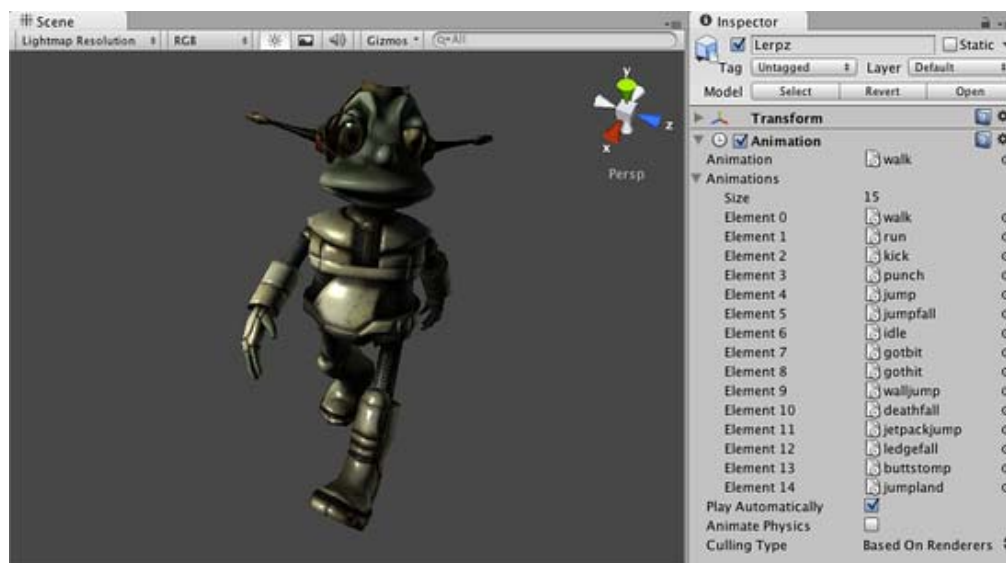 Scene
Lightmap Resolution RGB Gizmos All
y
z
x
Persp
Inspector
Lerpz Static
Tag Untagged Layer Default
Model Select Revert Open
Transform
Animation
Animation walk
Animations
Size 15
Element 0 walk
Element 1 run
Element 2 kick
Element 3 punch
Element 4 jump
Element 5 jumpfall
Element 6 idle
Element 7 gotbit
Element 8 gothit
Element 9 walljump
Element 10 deathfall
Element 11 jetpackjump
Element 12 ledgefall
Element 13 buttstomp
Element 14 jumpland
Play Automatically
Animate Physics
Culling Type Based On Renderers